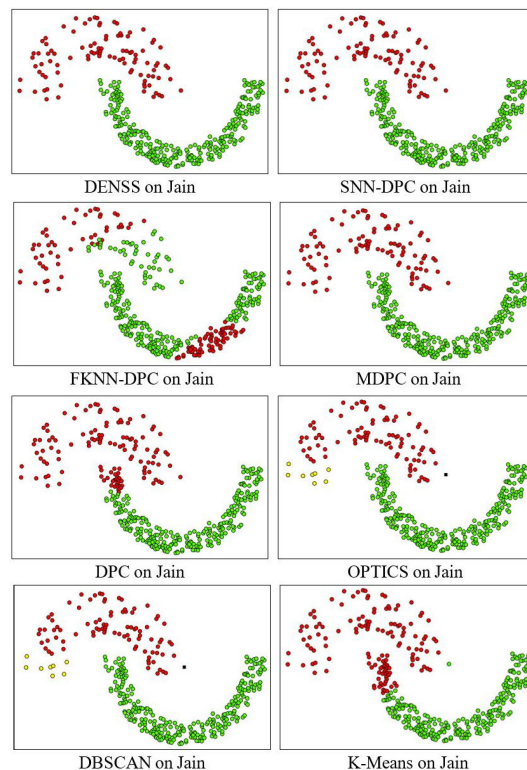 DENSS on Jain
SNN-DPC on Jain
FKNN-DPC on Jain
MDPC on Jain
DPC on Jain
OPTICS on Jain
DBSCAN on Jain
K-Means on Jain